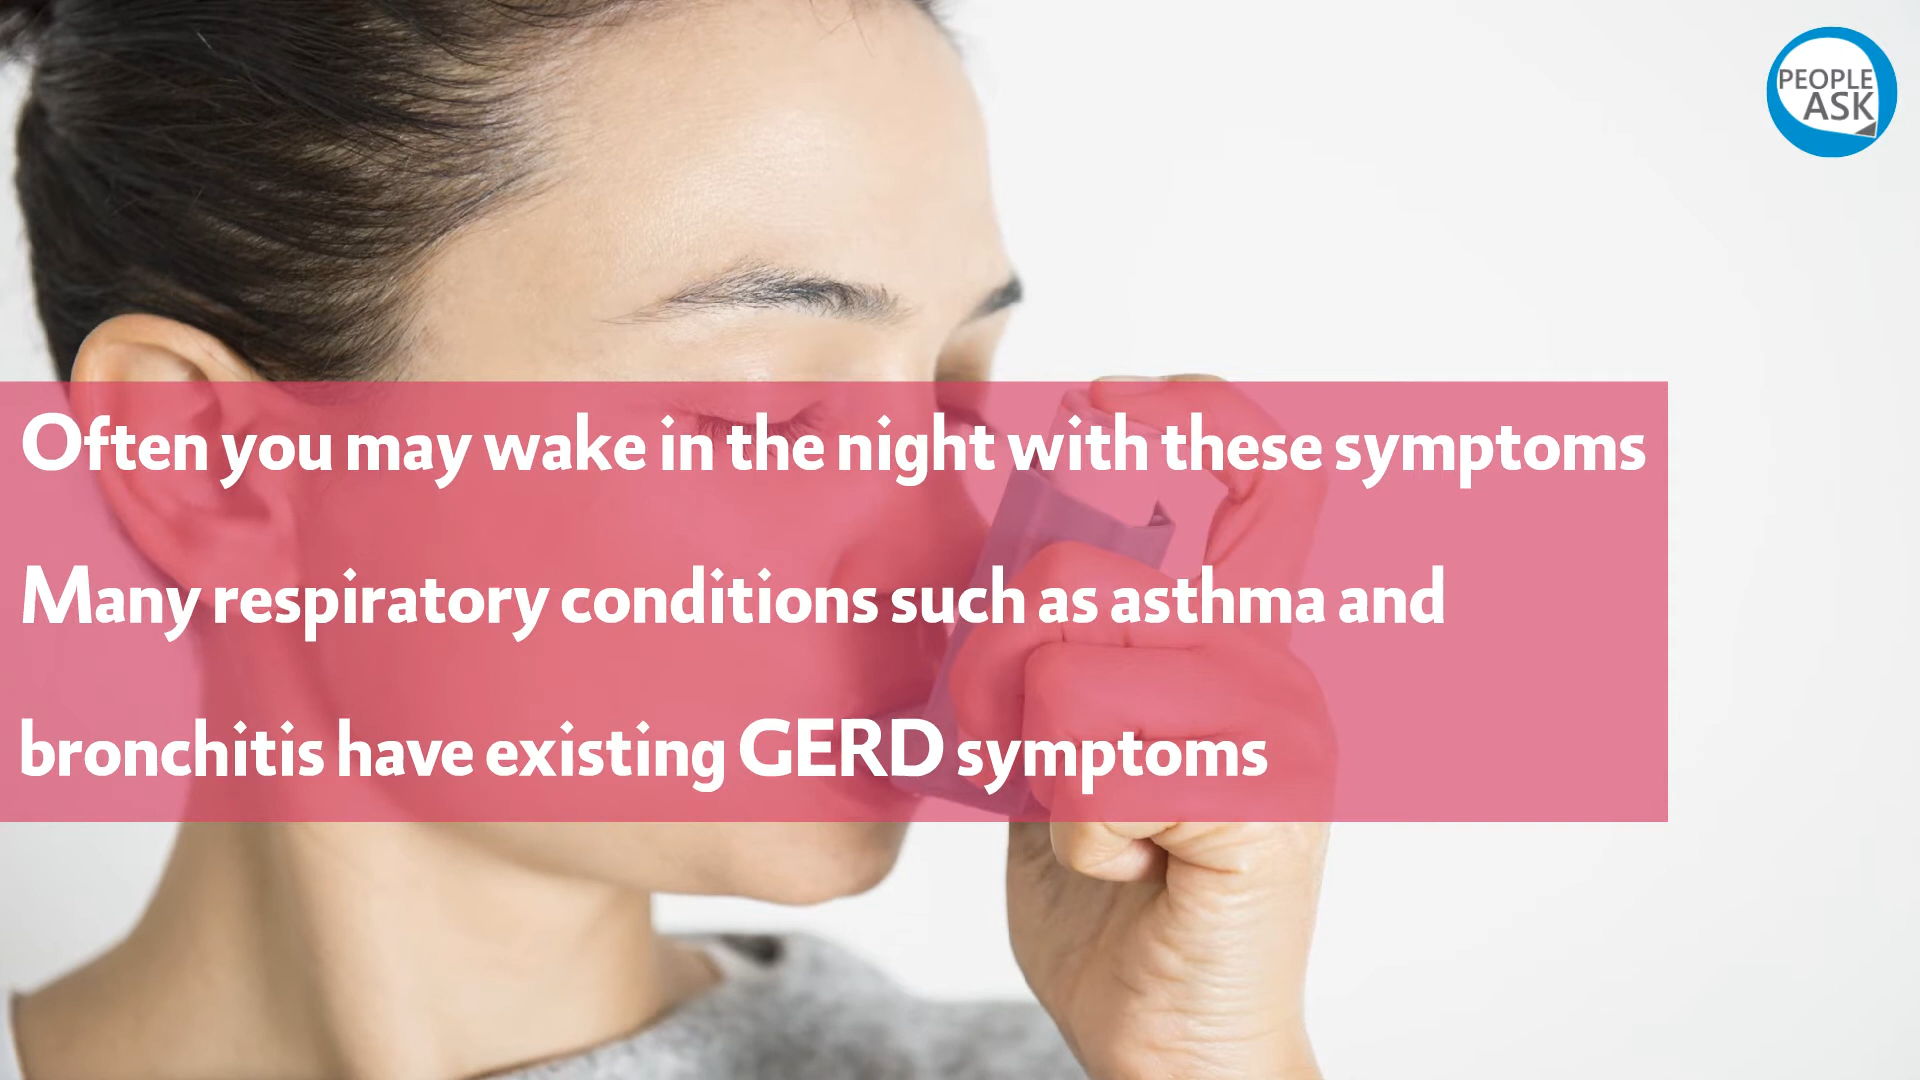 PEOPLE
ASK
Often you may wake in the night with these symptoms
Many respiratory conditions such as asthma and
bronchitis have existing GERD symptoms